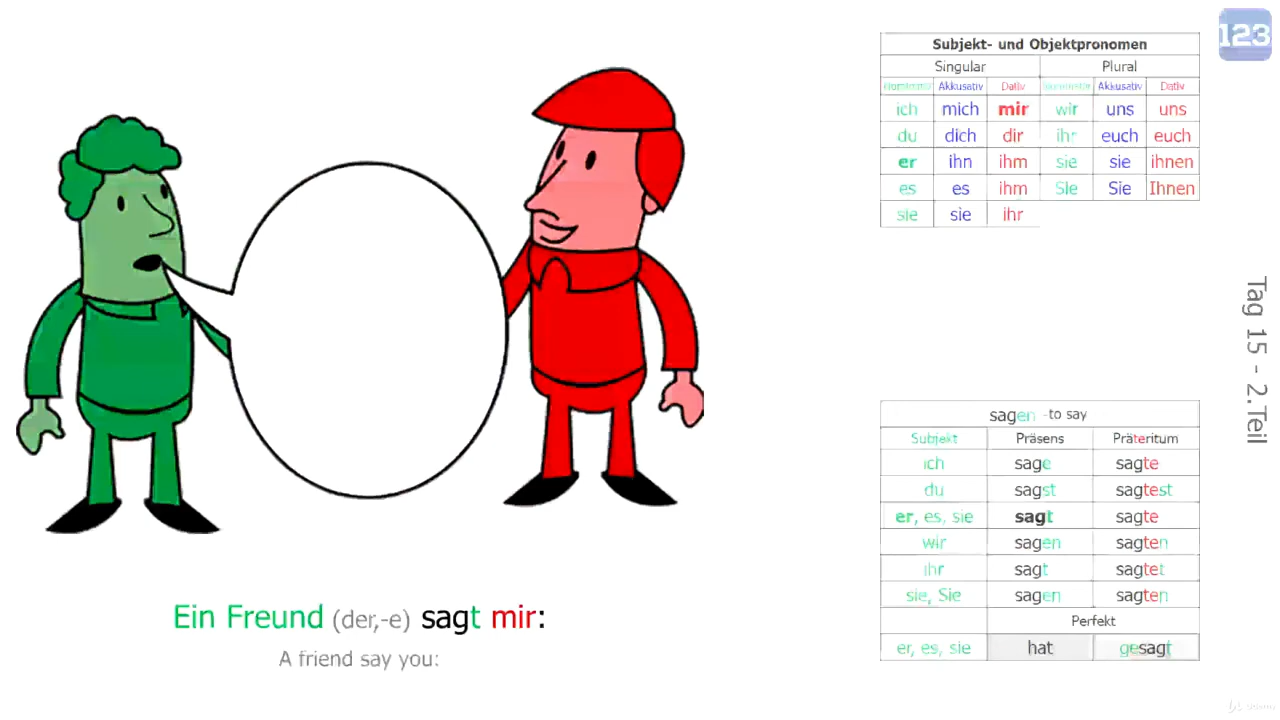 123
Subjekt- und Objektpronomen
Singular Plural
Nominativ Akkusativ Dativ Nominativ Akkusativ Dativ
ich mich mir wir uns uns
du dich dir ihr euch euch
er ihn ihm sie sie ihnen
es es ihm Sie Sie Ihnen
sie sie ihr
Tag 15 - 2.Teil
sagen -to say
Subjekt Präsens Präteritum
ich sage sagte
du sagst sagtest
er, es, sie sagt sagte
wir sagen sagten
ihr sagt sagtet
sie, Sie sagen sagten
Perfekt
er, es, sie hat gesagt
Ein Freund (der,-e) sagt mir:
A friend say you: